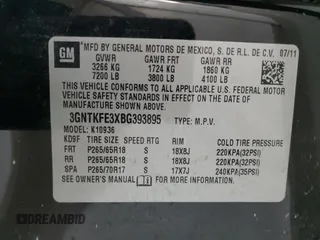 GM
MFD BY GENERAL MOTORS DE MEXICO, S. DE R.L. DE C.V. 07/11
GVWR GAWR FRT GAWR RR
3266 KG 1724 KG 1860 KG
7200 LB 3800 LB 4100 LB
THIS VEHICLE CONFORMS TO ALL APPLICABLE U.S. FEDERAL MOTOR
VEHICLE SAFETY AND THEFT PREVENTION STANDARDS IN
EFFECT ON THE DATE OF MANUFACTURE SHOWN ABOVE.
3GNTKFE3XBG393895 TYPE: M.P.V.
MODEL: K10936
TIRE SIZE SPEED RTG RIM COLD TIRE PRESSURE
FRT P265/65R18 S 18X8J 220KPA(32PSI)
RR P265/65R18 S 18X8J 220KPA(32PSI)
SPA P265/70R17 S 17X7J 240KPA(35PSI)